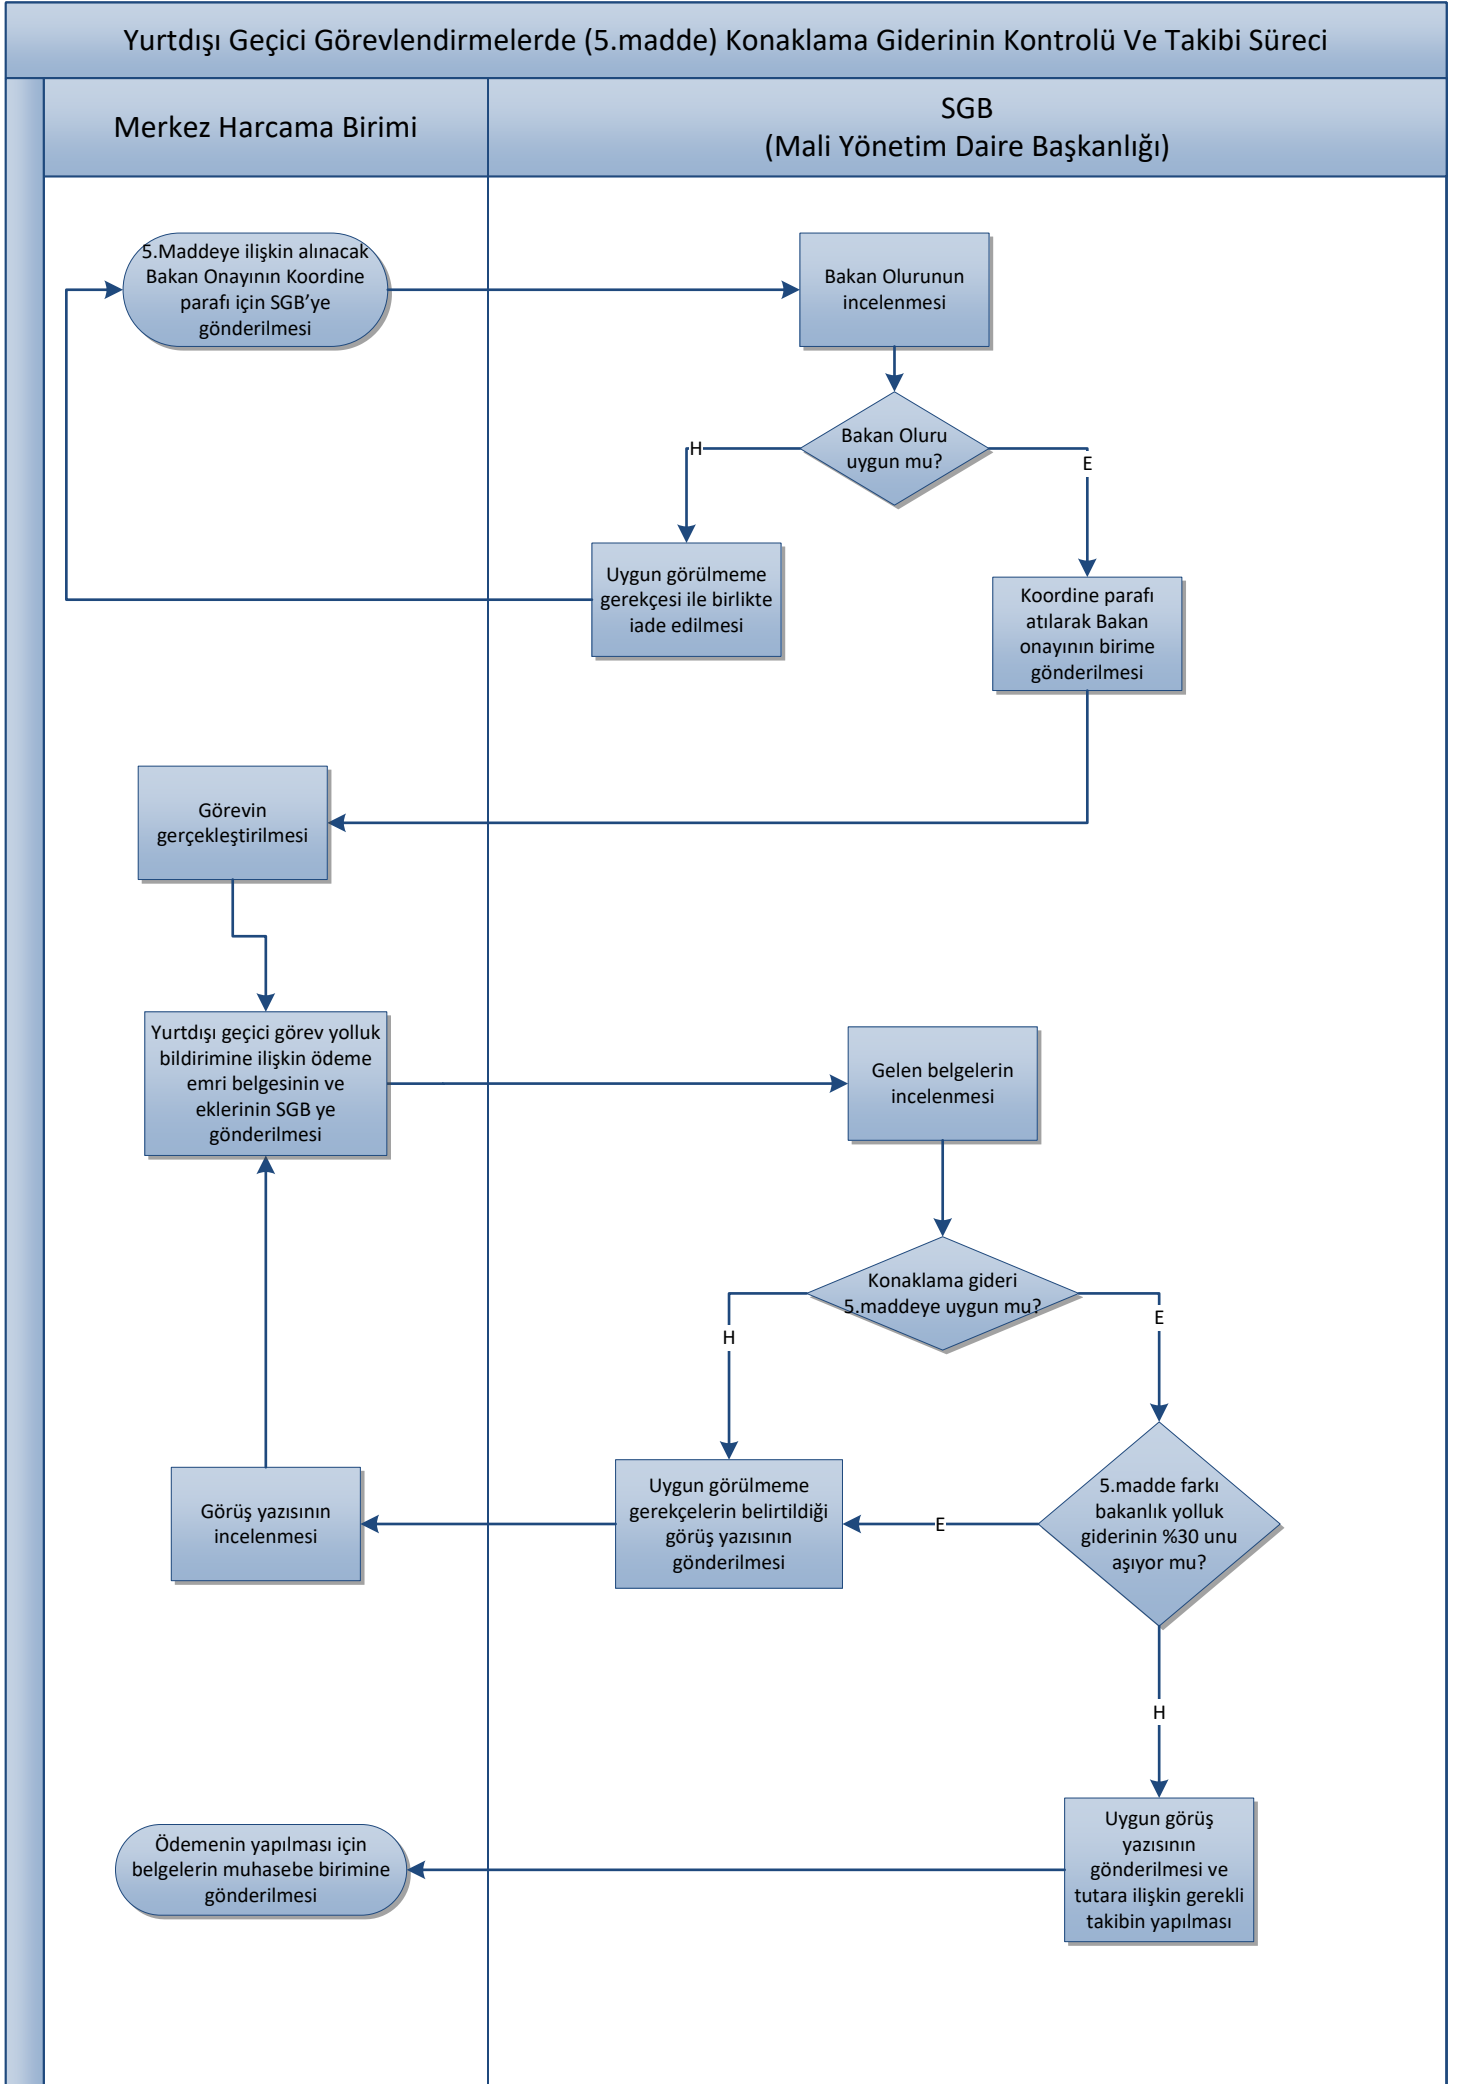 Yurtdışı Geçici Görevlendirmelerde (5.madde) Konaklama Giderinin Kontrolü Ve Takibi Süreci
Merkez Harcama Birimi
SGB
(Mali Yönetim Daire Başkanlığı)
5.Maddeye ilişkin alınacak
Bakan Onayının Koordine
parafı için SGB’ye
gönderilmesi
Bakan Olurunun
incelenmesi
Bakan Oluru
uygun mu?
H
E
Uygun görülmeme
gerekçesi ile birlikte
iade edilmesi
Koordine parafı
atılarak Bakan
onayının birime
gönderilmesi
Görevin
gerçekleştirilmesi
Yurtdışı geçici görev yolluk
bildirimine ilişkin ödeme
emri belgesinin ve
eklerinin SGB ye
gönderilmesi
Gelen belgelerin
incelenmesi
Konaklama gideri
5.maddeye uygun mu?
H
E
Görüş yazısının
incelenmesi
Uygun görülmeme
gerekçelerin belirtildiği
görüş yazısının
gönderilmesi
E
5.madde farkı
bakanlık yolluk
giderinin %30 unu
aşıyor mu?
H
Ödemenin yapılması için
belgelerin muhasebe birimine
gönderilmesi
Uygun görüş
yazısının
gönderilmesi ve
tutara ilişkin gerekli
takibin yapılması